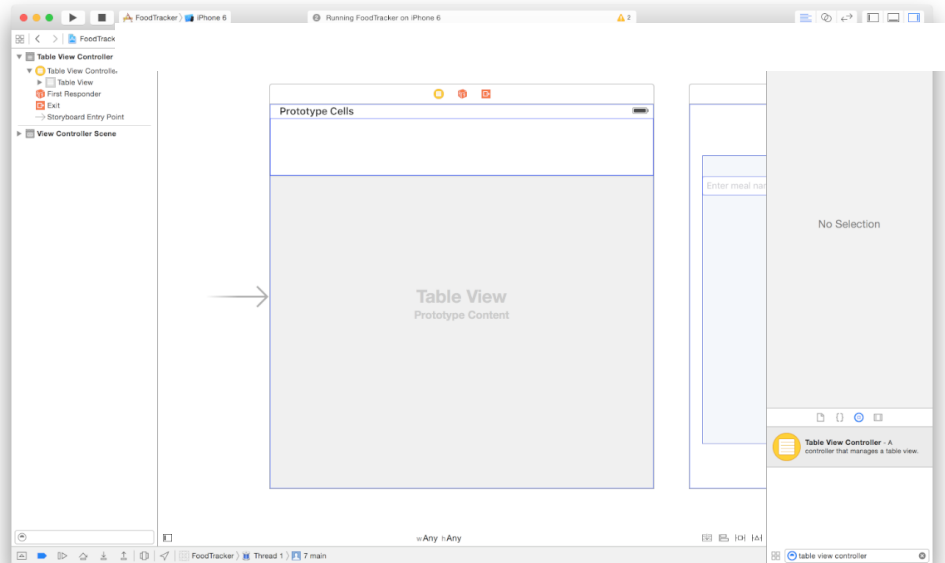 FoodTracker iPhone 6
Running FoodTracker on iPhone 6
2
FoodTrack
Table View Controller
Table View Controlle
Table View
First Responder
Exit
Storyboard Entry Point
View Controller Scene
Prototype Cells
Table View
Prototype Content
Enter meal nam
No Selection
Table View Controller - A
controller that manages a table view.
wAny hAny
FoodTracker Thread 1 7 main
table view controller